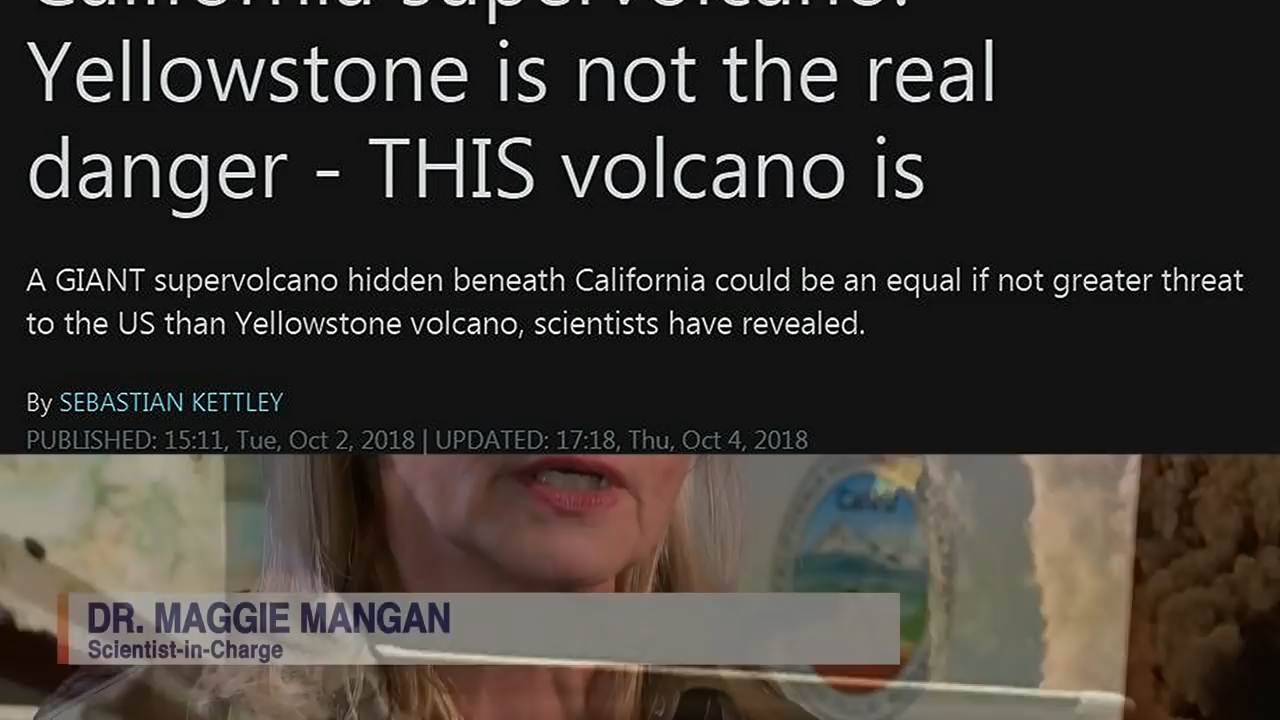 California supervolcano:
Yellowstone is not the real
danger - THIS volcano is
A GIANT supervolcano hidden beneath California could be an equal if not greater threat
to the US than Yellowstone volcano, scientists have revealed.
By SEBASTIAN KETTLEY
PUBLISHED: 15:11, Tue, Oct 2, 2018 | UPDATED: 17:18, Thu, Oct 4, 2018
DR. MAGGIE MANGAN
Scientist-in-Charge